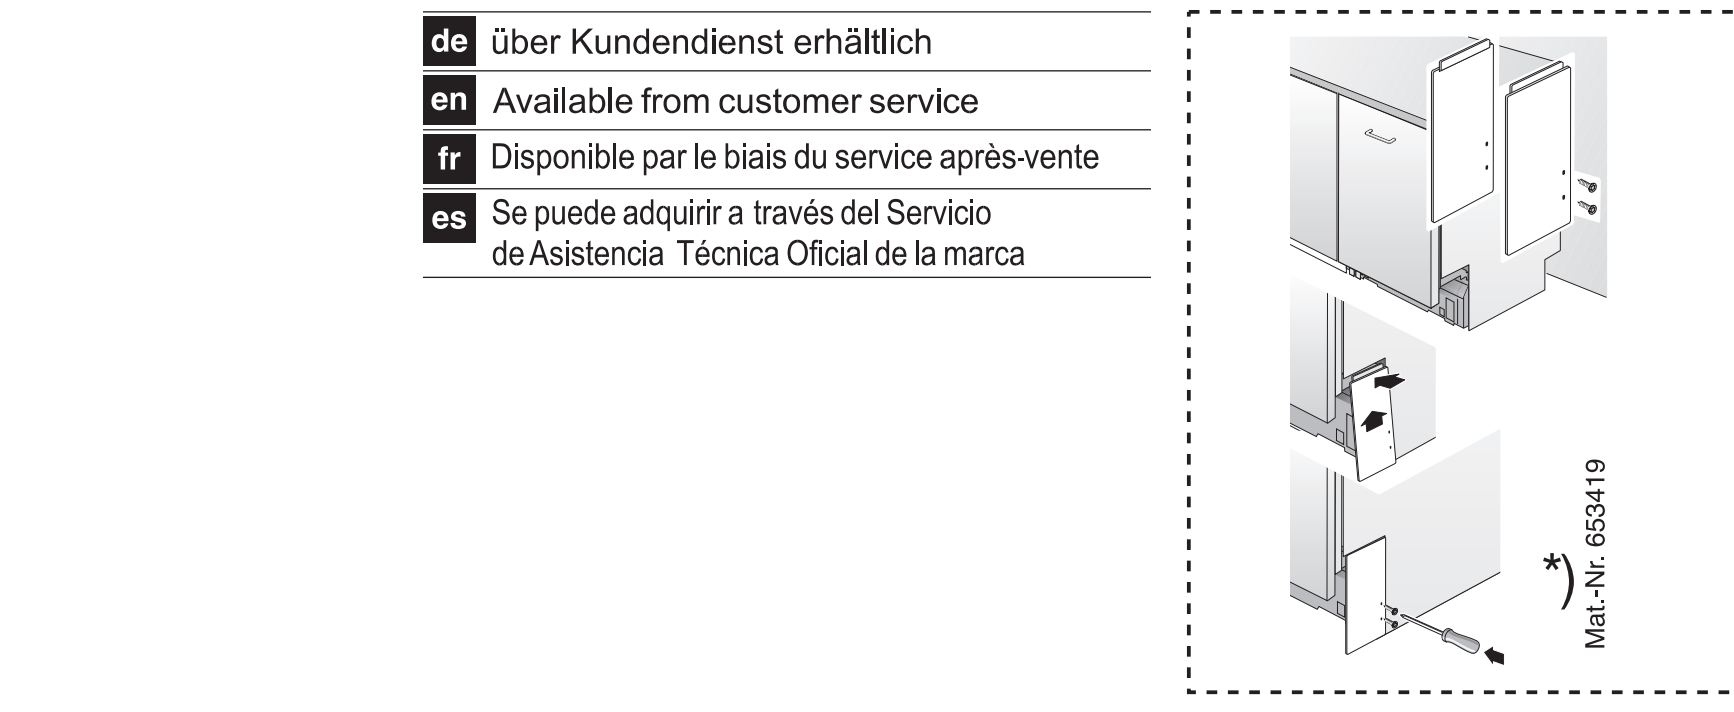 de über Kundendienst erhältlich
en Available from customer service
fr Disponible par le biais du service après-vente
es Se puede adquirir a través del Servicio
de Asistencia Técnica Oficial de la marca
*)
Mat.-Nr. 653419